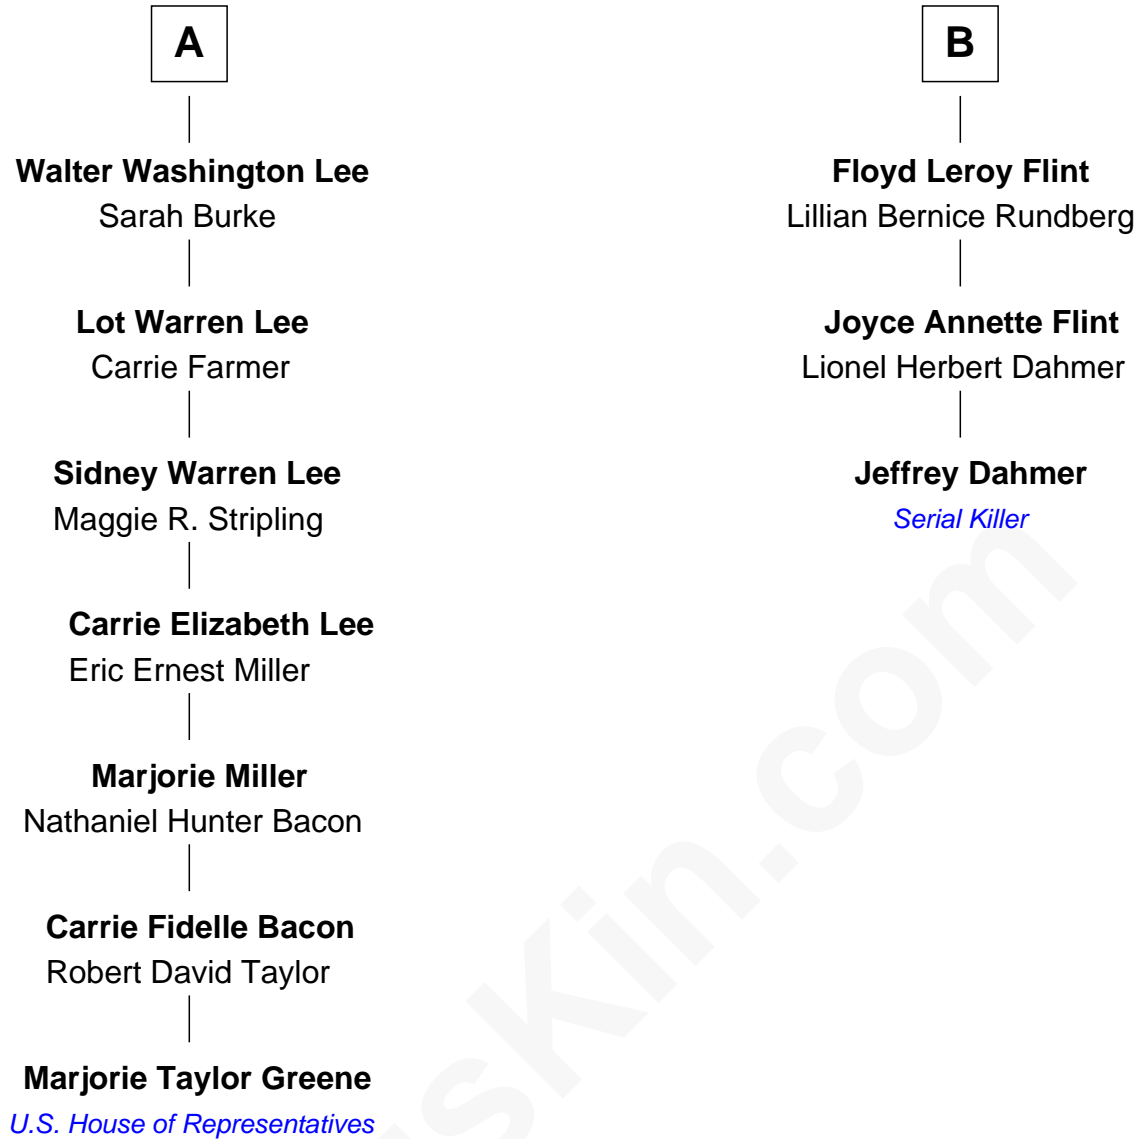 A
Walter Washington Lee
Sarah Burke
Lot Warren Lee
Carrie Farmer
Sidney Warren Lee
Maggie R. Stripling
Carrie Elizabeth Lee
Eric Ernest Miller
Marjorie Miller
Nathaniel Hunter Bacon
Carrie Fidelle Bacon
Robert David Taylor
Marjorie Taylor Greene
U.S. House of Representatives
B
Floyd Leroy Flint
Lillian Bernice Rundberg
Joyce Annette Flint
Lionel Herbert Dahmer
Jeffrey Dahmer
Serial Killer
usKin.com